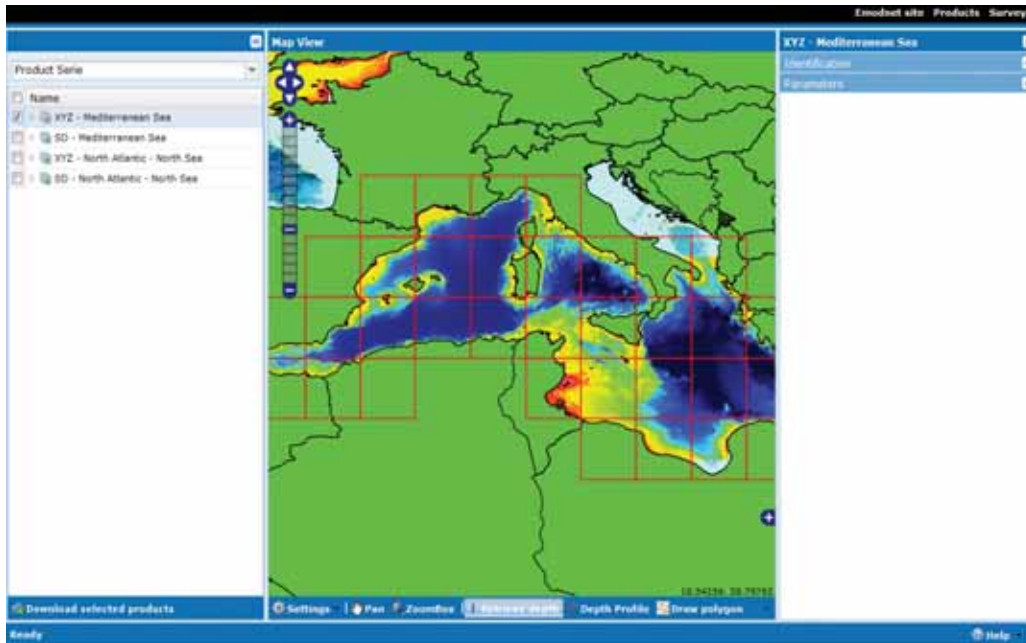 Emodnet site Products Survey
Map View
XYZ - Mediterranean Sea
Identification
Parameters
Product Serie
Name
XYZ - Mediterranean Sea
SD - Mediterranean Sea
XYZ - North Atlantic - North Sea
SD - North Atlantic - North Sea
Download selected products
Settings Pan ZoomBox Retrieve depth Depth Profile Draw polygon
Ready
Help